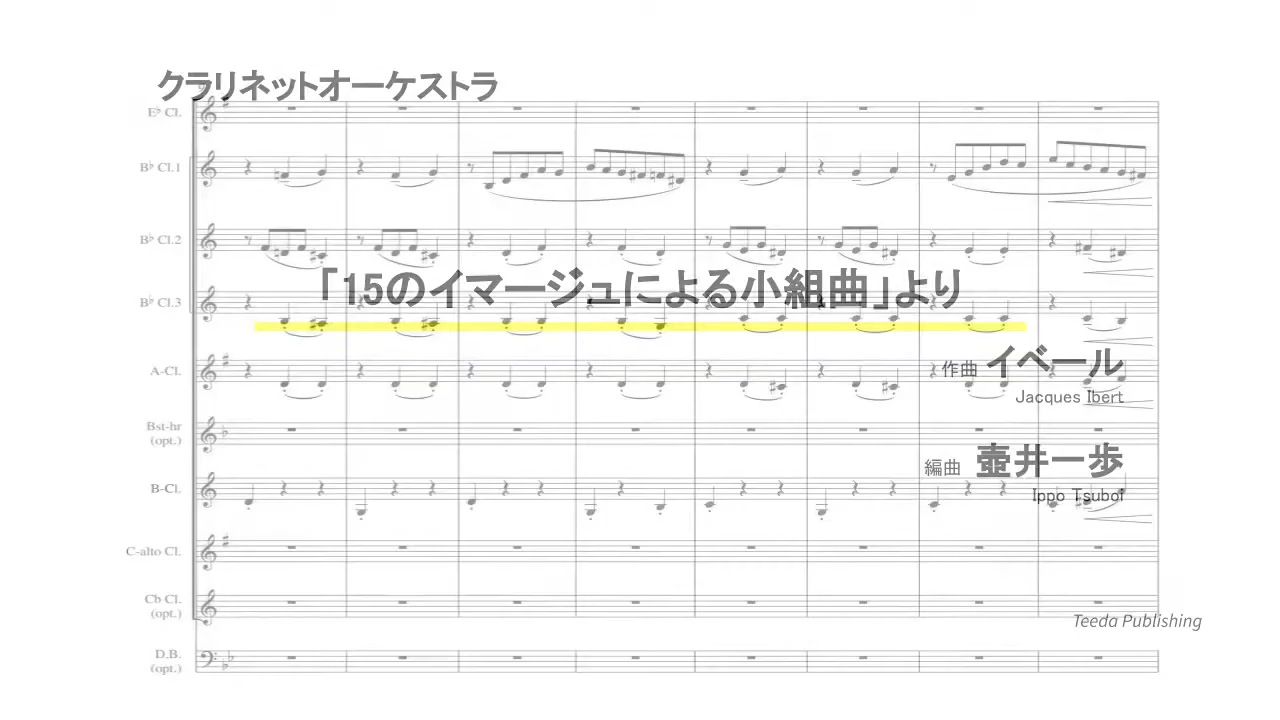 クラリネットオーケストラ
E♭ Cl.
B♭ Cl.1
B♭ Cl.2
「15のイマージュによる小組曲」より
B♭ Cl.3
作曲 イベール
A-Cl.
Jacques Ibert
Bst-hr
(opt.)
編曲 壺井一歩
B-Cl.
Ippo Tsuboi
C-alto Cl.
Cb Cl.
(opt.)
Teeda Publishing
D.B.
(opt.)